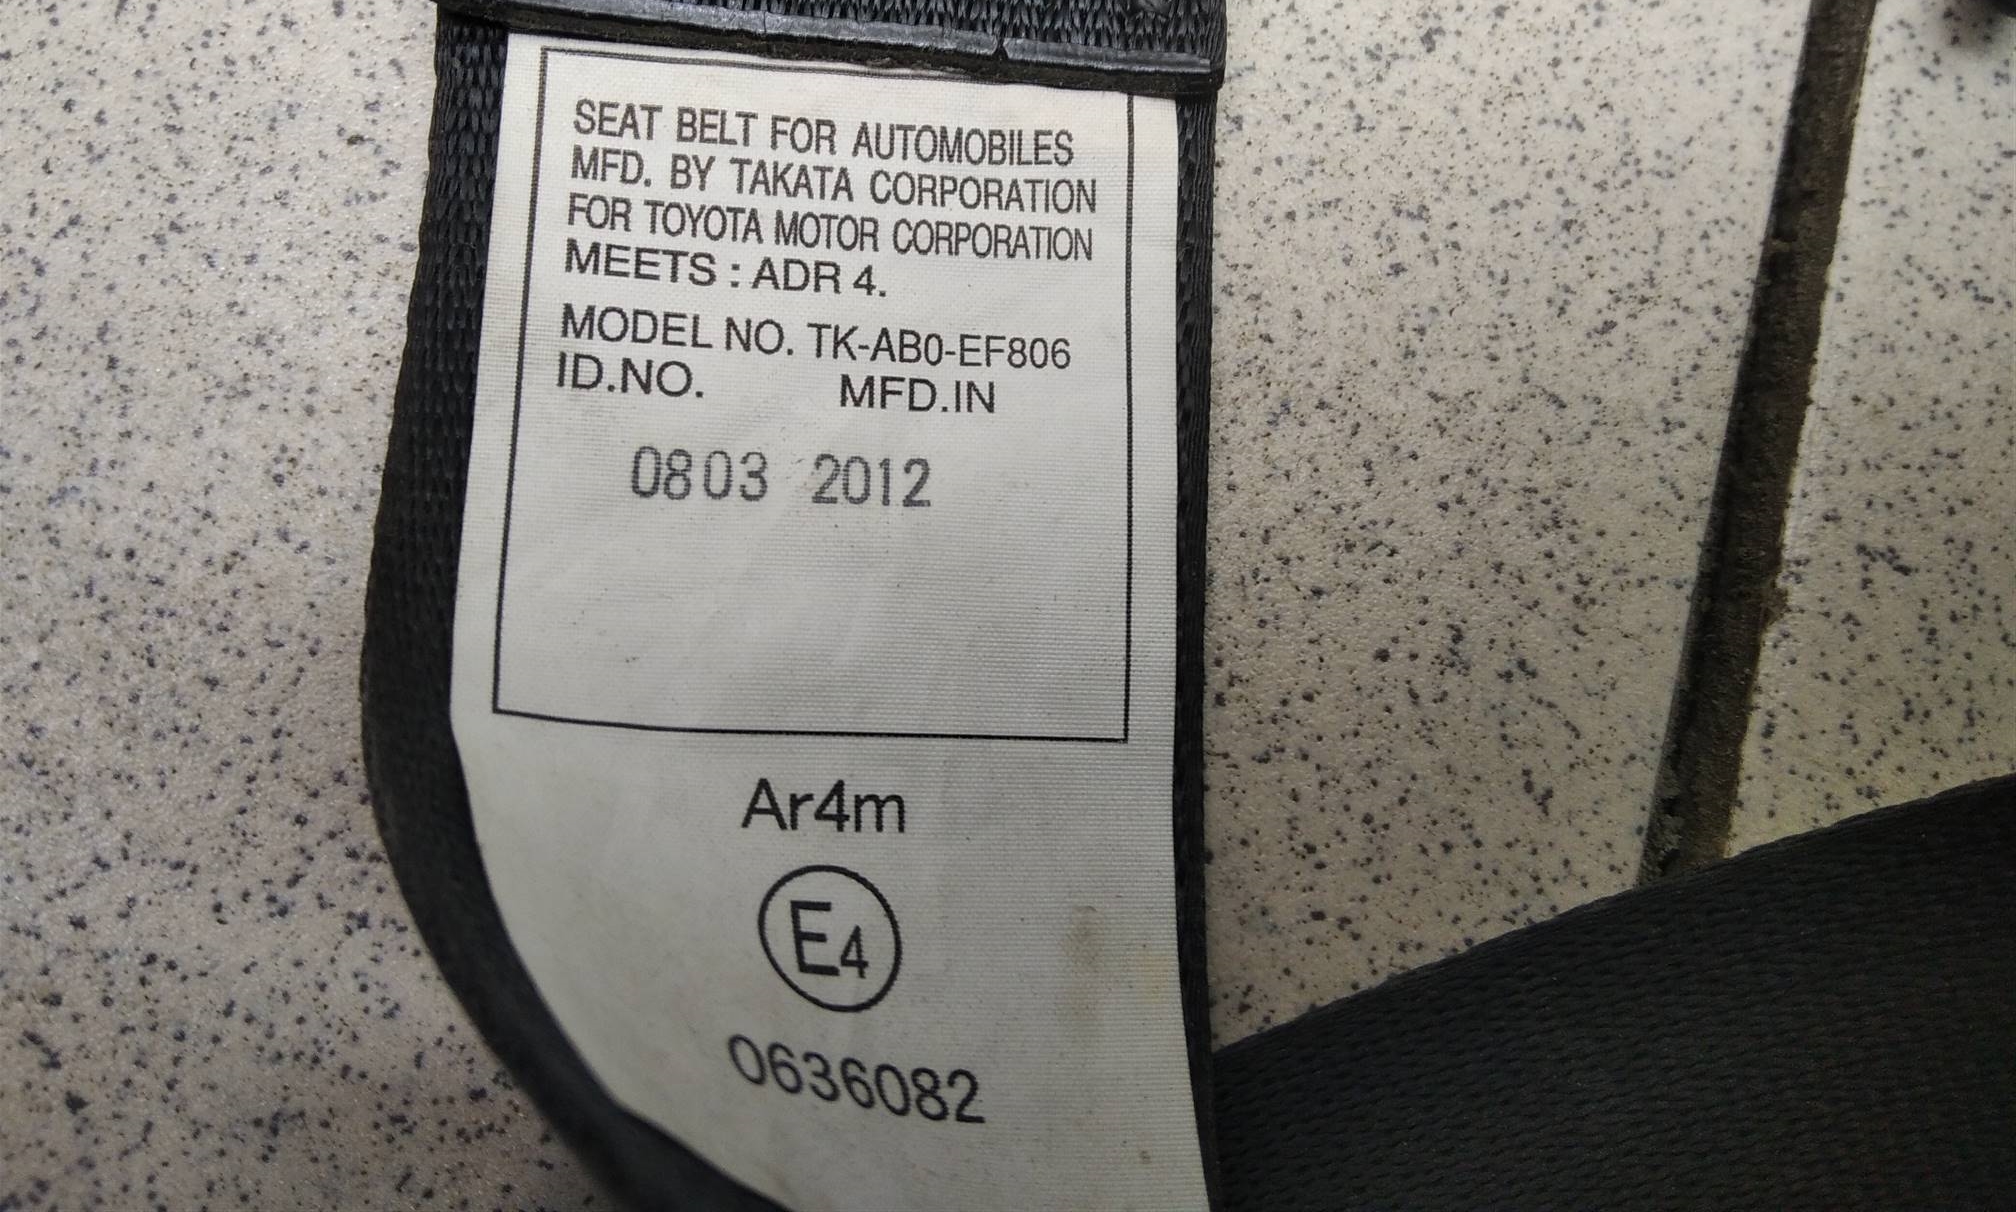 SEAT BELT FOR AUTOMOBILES
MFD. BY TAKATA CORPORATION
FOR TOYOTA MOTOR CORPORATION
MEETS : ADR 4.
MODEL NO. TK-AB0-EF806
ID.NO. MFD.IN
0803 2012
Ar4m
E4
0636082